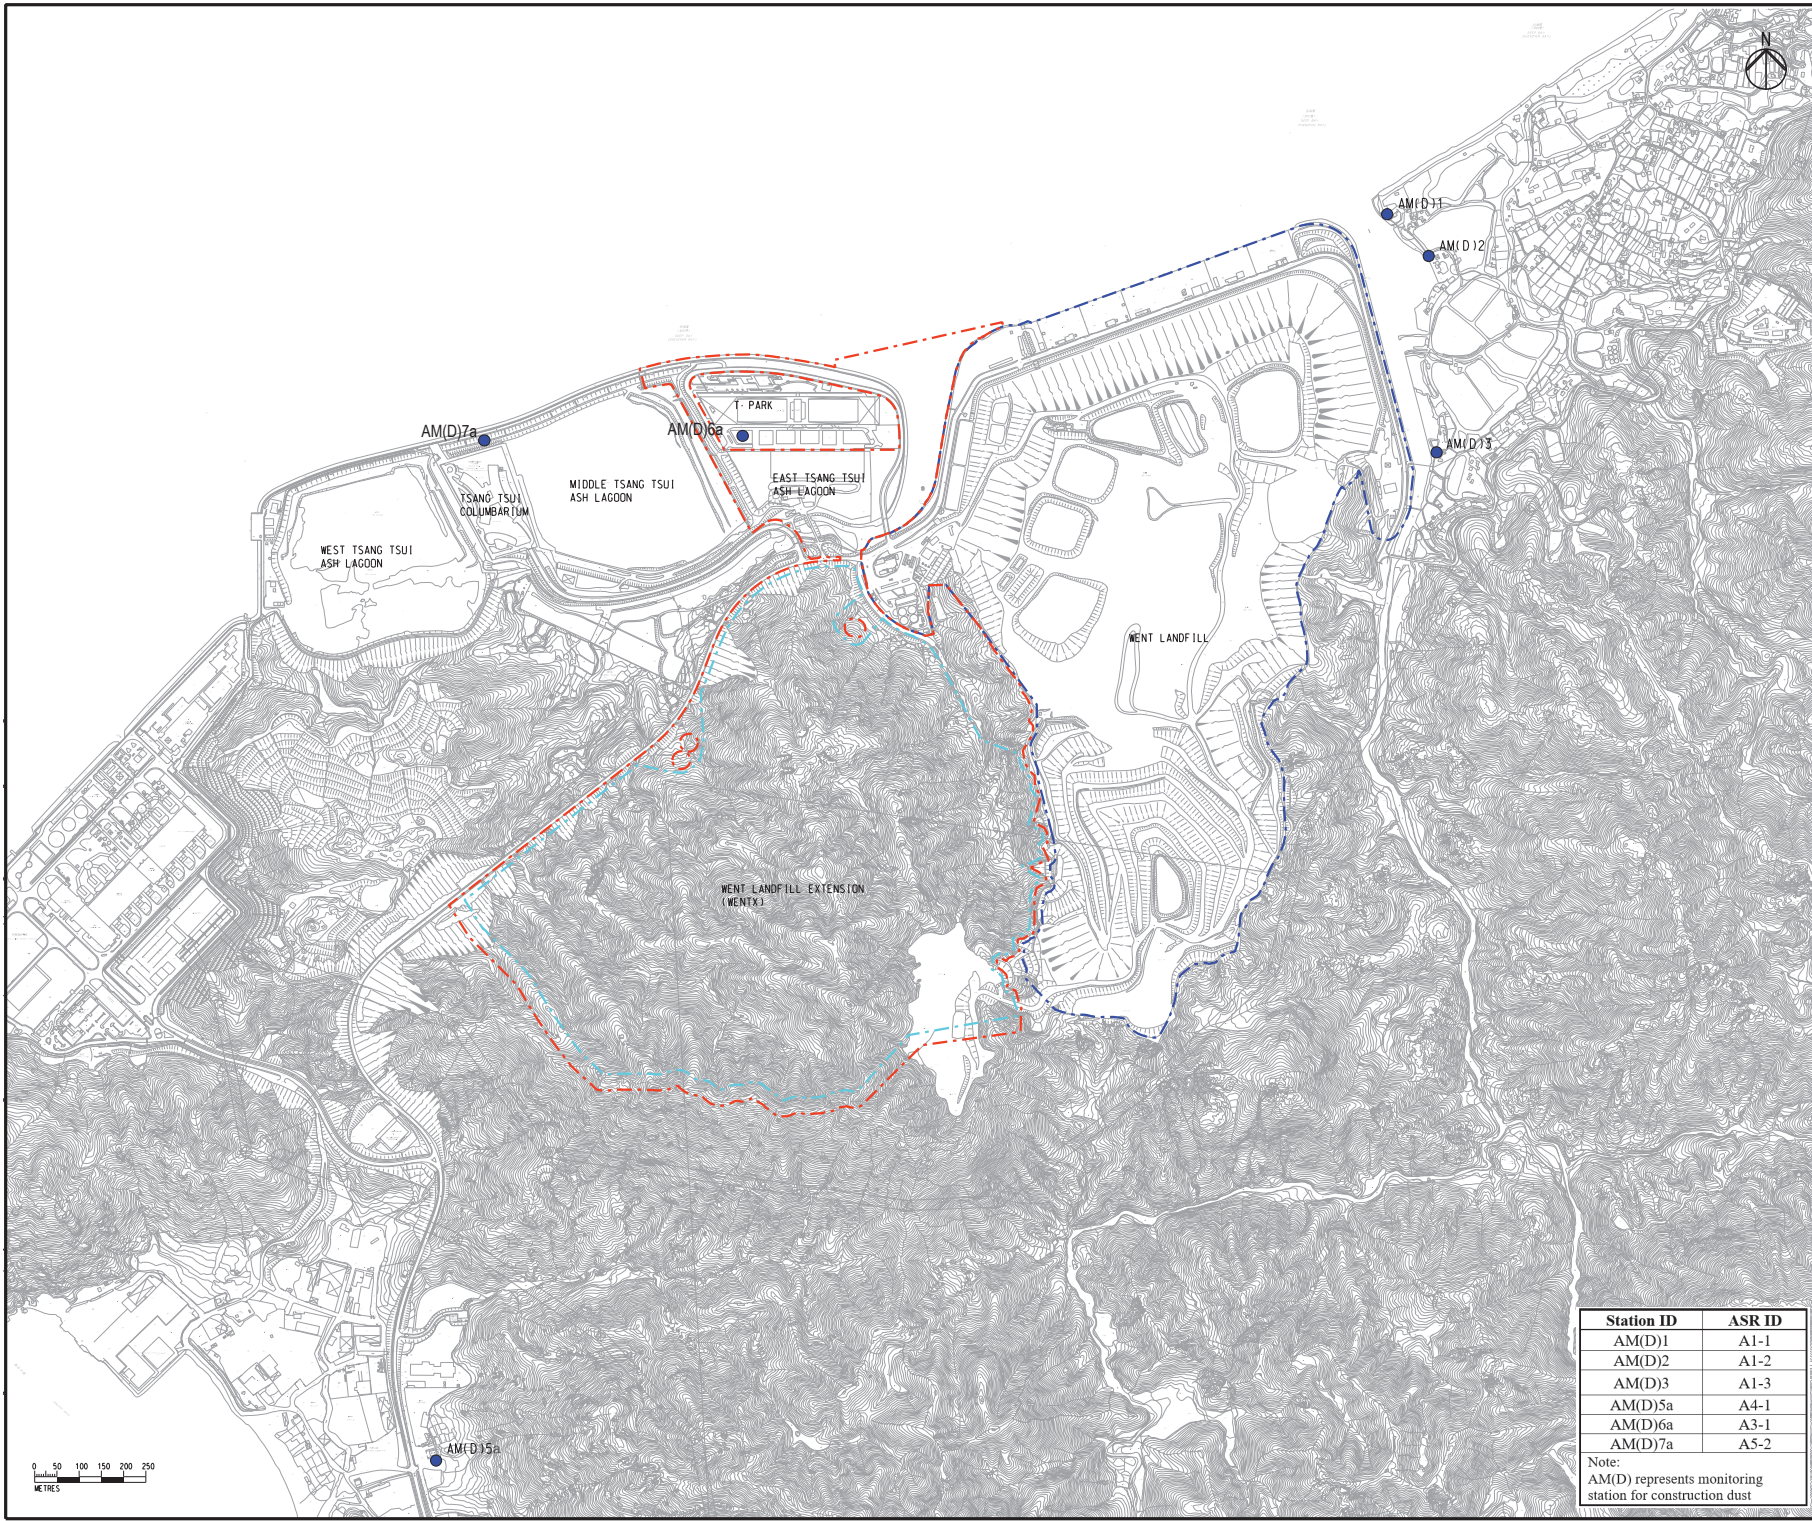 N
AM(D)1
AM(D)2
AM(D)7a
T· PARK
AM(D)6a
AM(D)3
MIDDLE TSANG TSUI
ASH LAGOON
EAST TSANG TSUI
ASH LAGOON
TSANG TSUI
COLUMBARIUM
WEST TSANG TSUI
ASH LAGOON
WENT LANDFILL
WENT LANDFILL EXTENSION
(WENTX)
AM(D)5a
0 50 100 150 200 250
METRES
Station ID ASR ID
AM(D)1 A1-1
AM(D)2 A1-2
AM(D)3 A1-3
AM(D)5a A4-1
AM(D)6a A3-1
AM(D)7a A5-2
Note:
AM(D) represents monitoring
station for construction dust